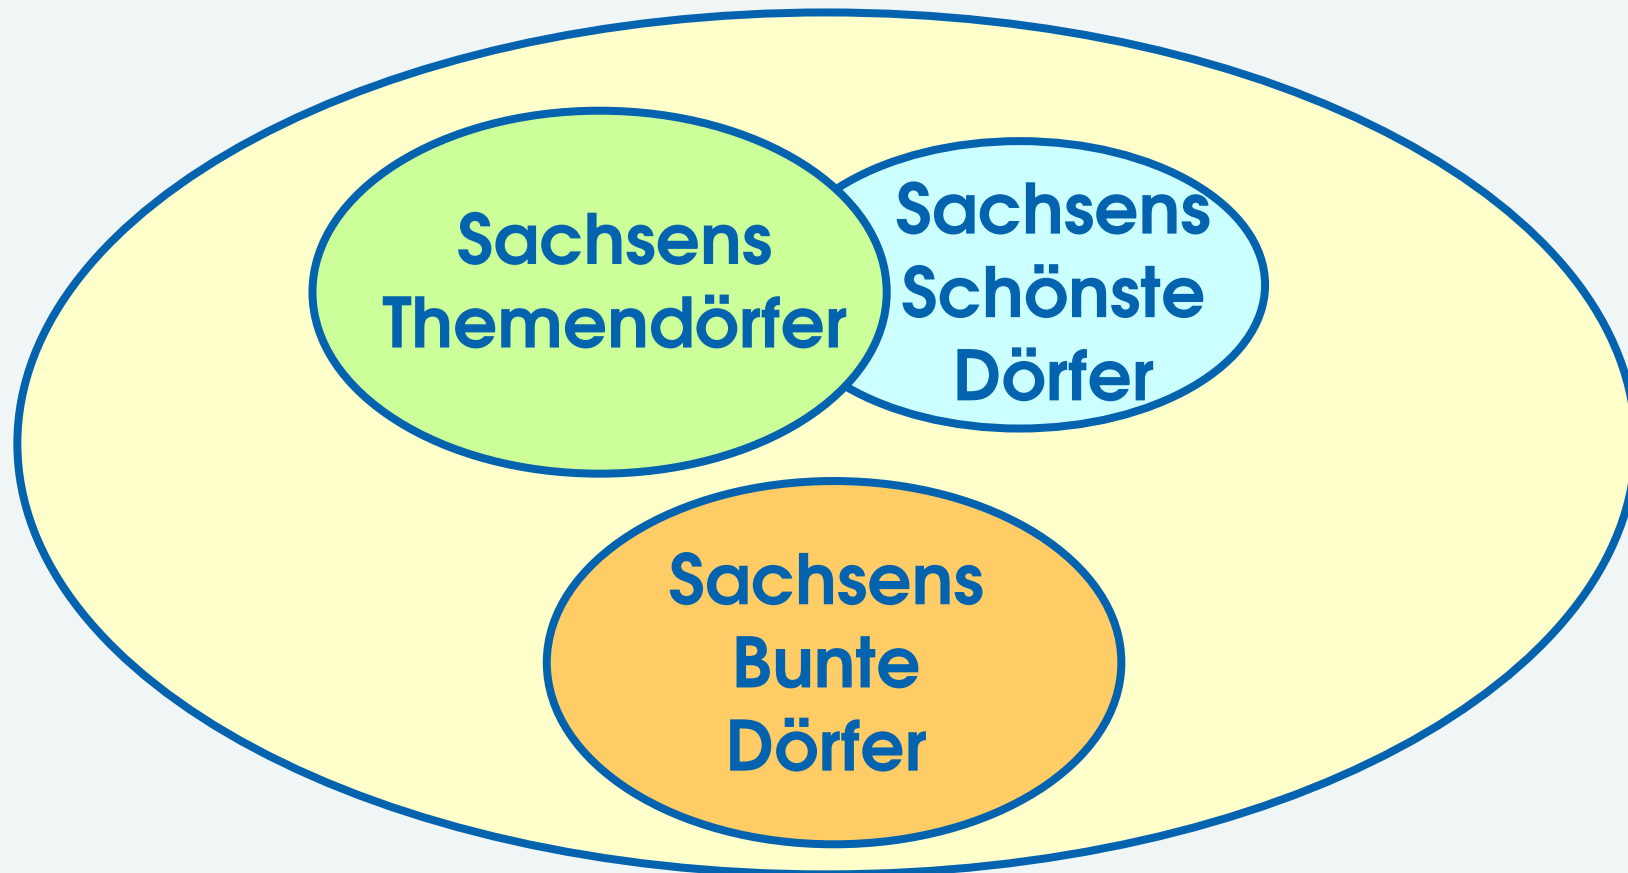 Sachsens
Themendörfer
Sachsens
Schönste
Dörfer
Sachsens
Bunte
Dörfer